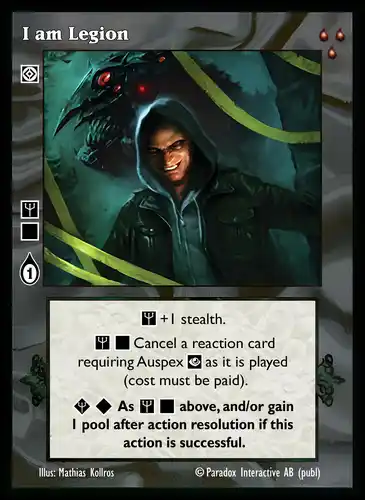 I am Legion
1
+1 stealth.
Cancel a reaction card
requiring Auspex as it is played
(cost must be paid).
As above, and/or gain
1 pool after action resolution if this
action is successful.
Illus: Mathias Kollros © Paradox Interactive AB (publ)